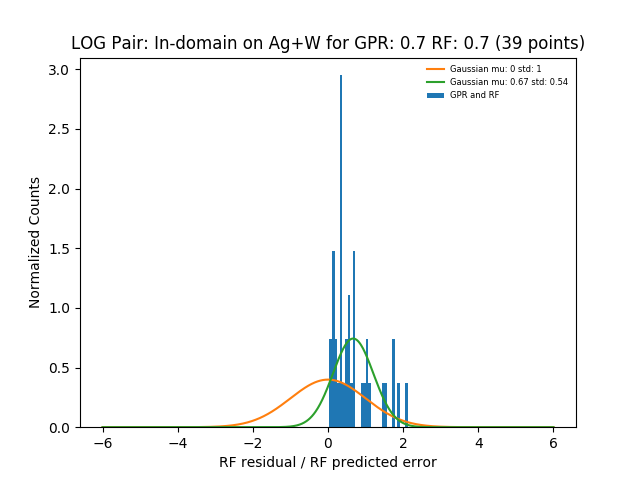 LOG Pair: In-domain on Ag+W for GPR: 0.7 RF: 0.7 (39 points)
Gaussian mu: 0 std: 1
Gaussian mu: 0.67 std: 0.54
GPR and RF
Normalized Counts
3.0
2.5
2.0
1.5
1.0
0.5
0.0
−6 −4 −2 0 2 4 6
RF residual / RF predicted error